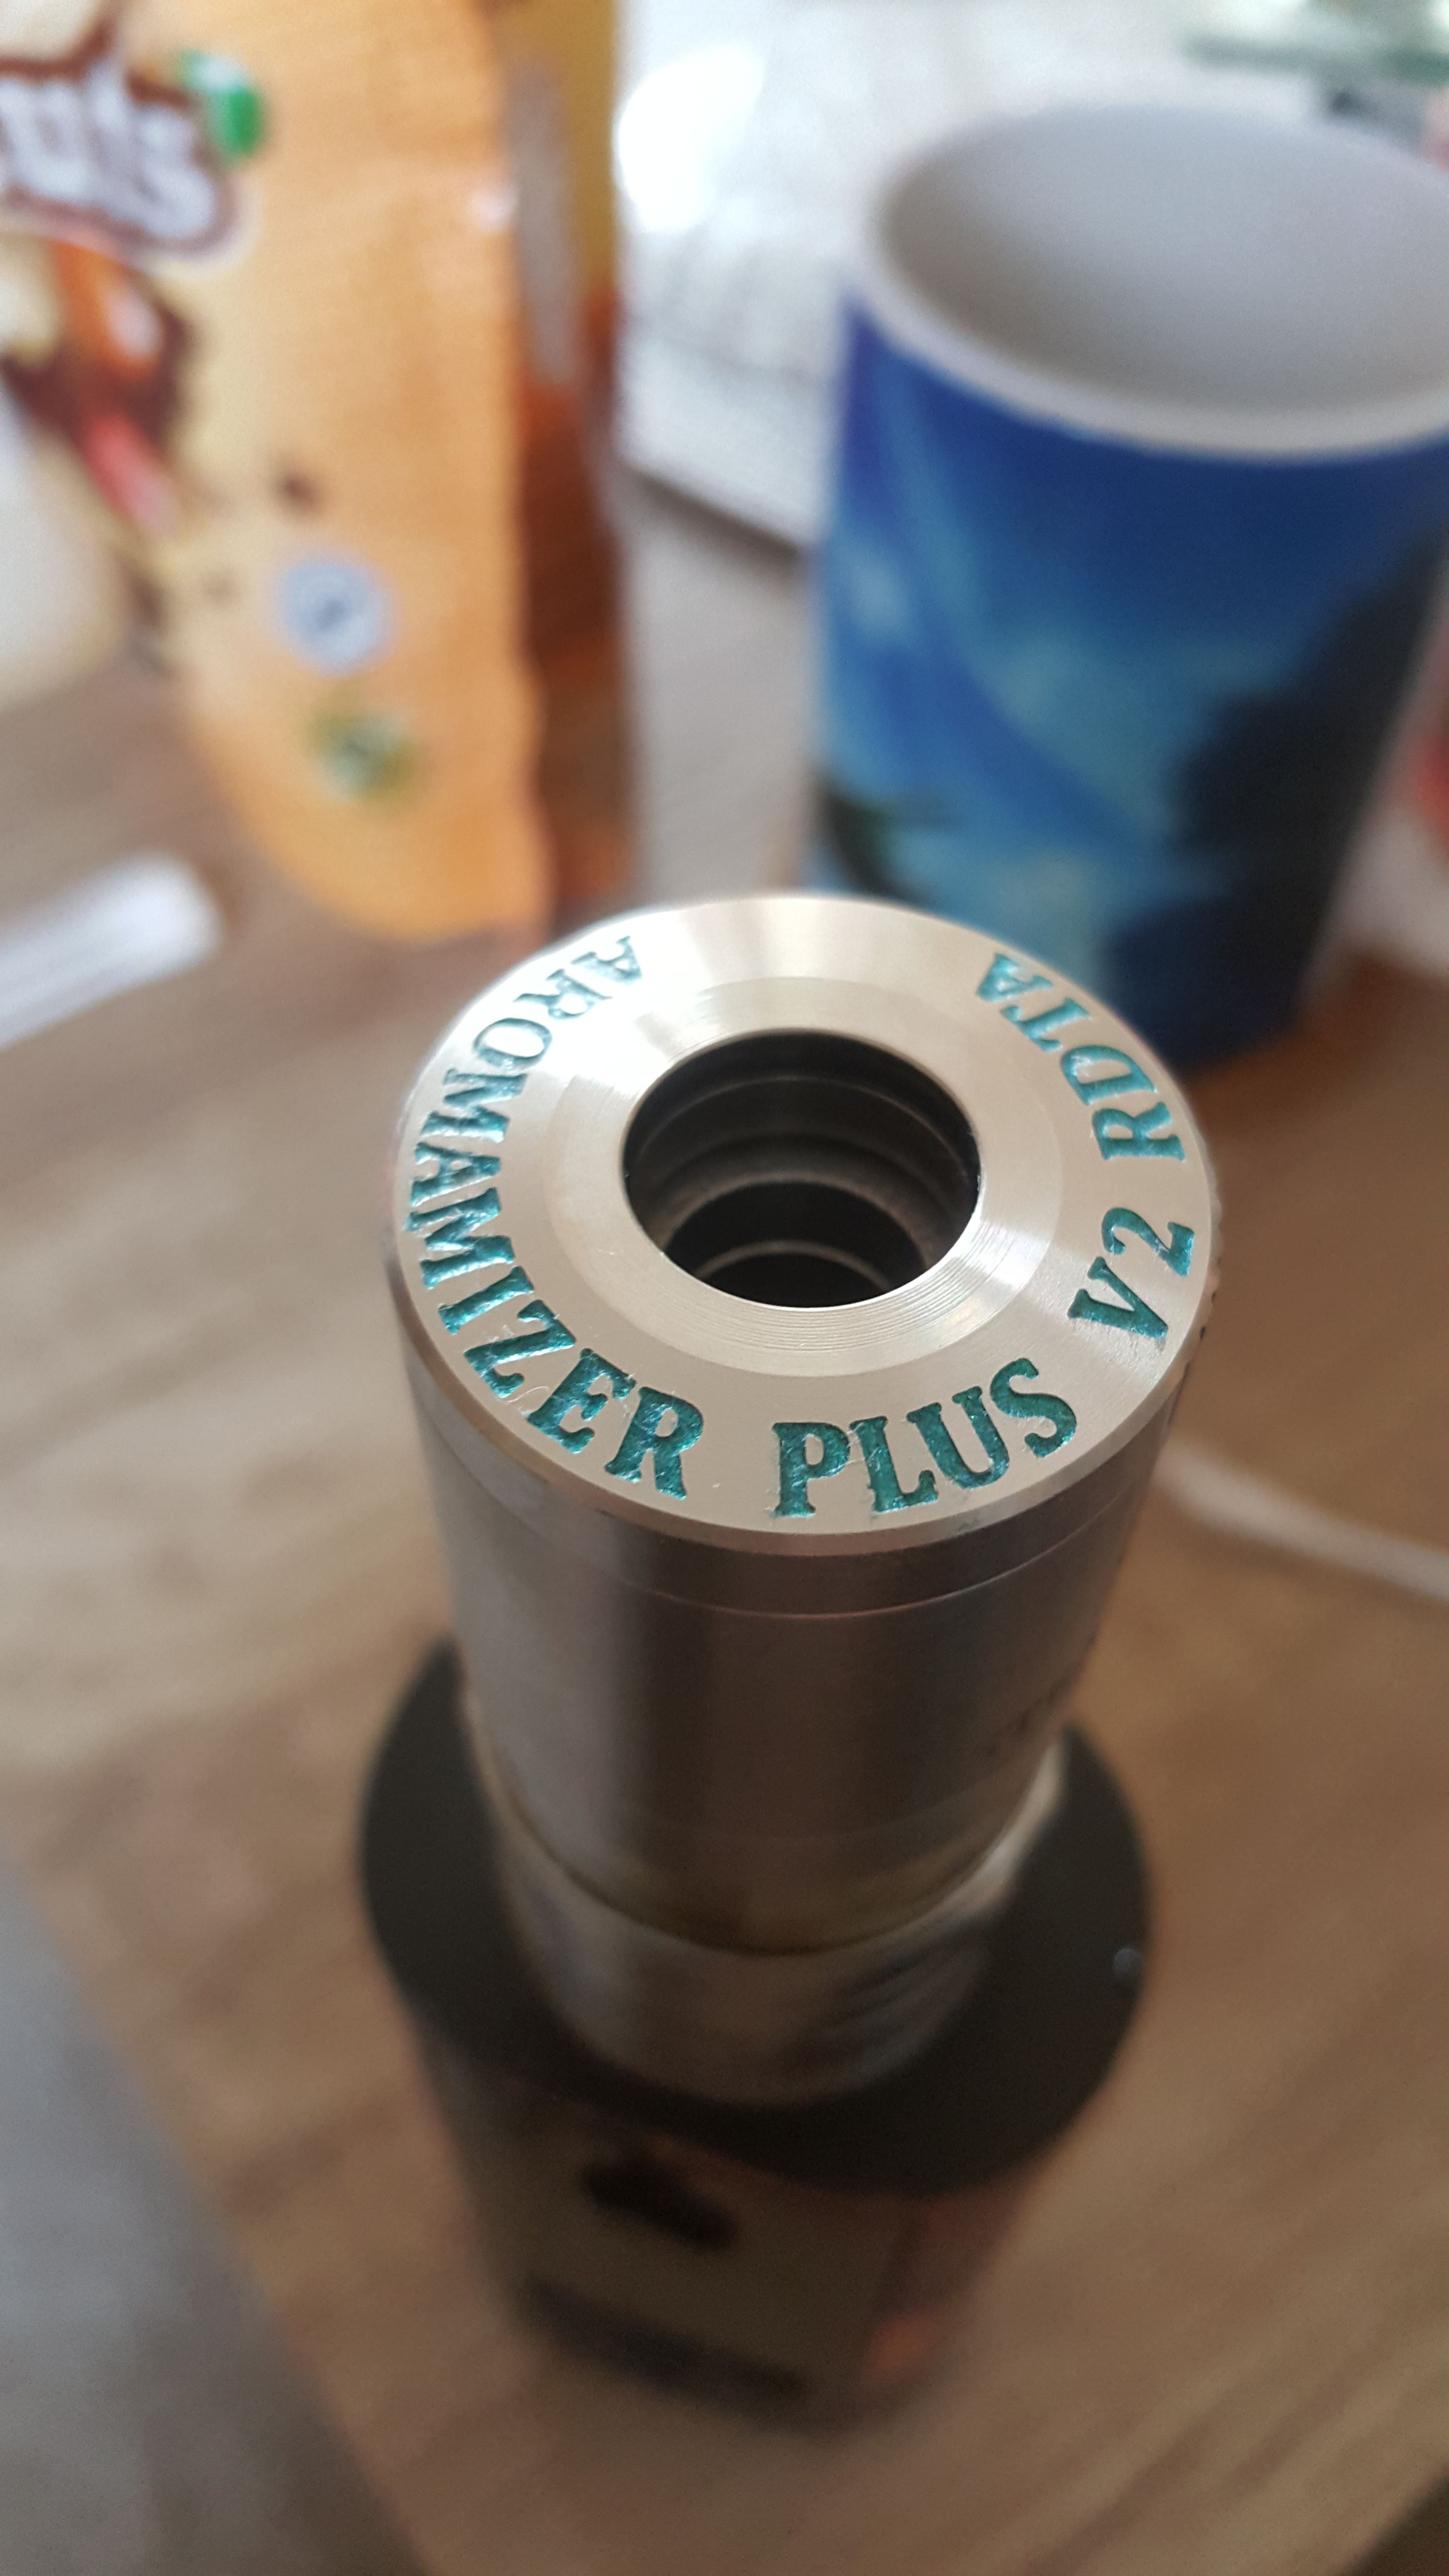 AROMAMIZER PLUS V2 RDTA